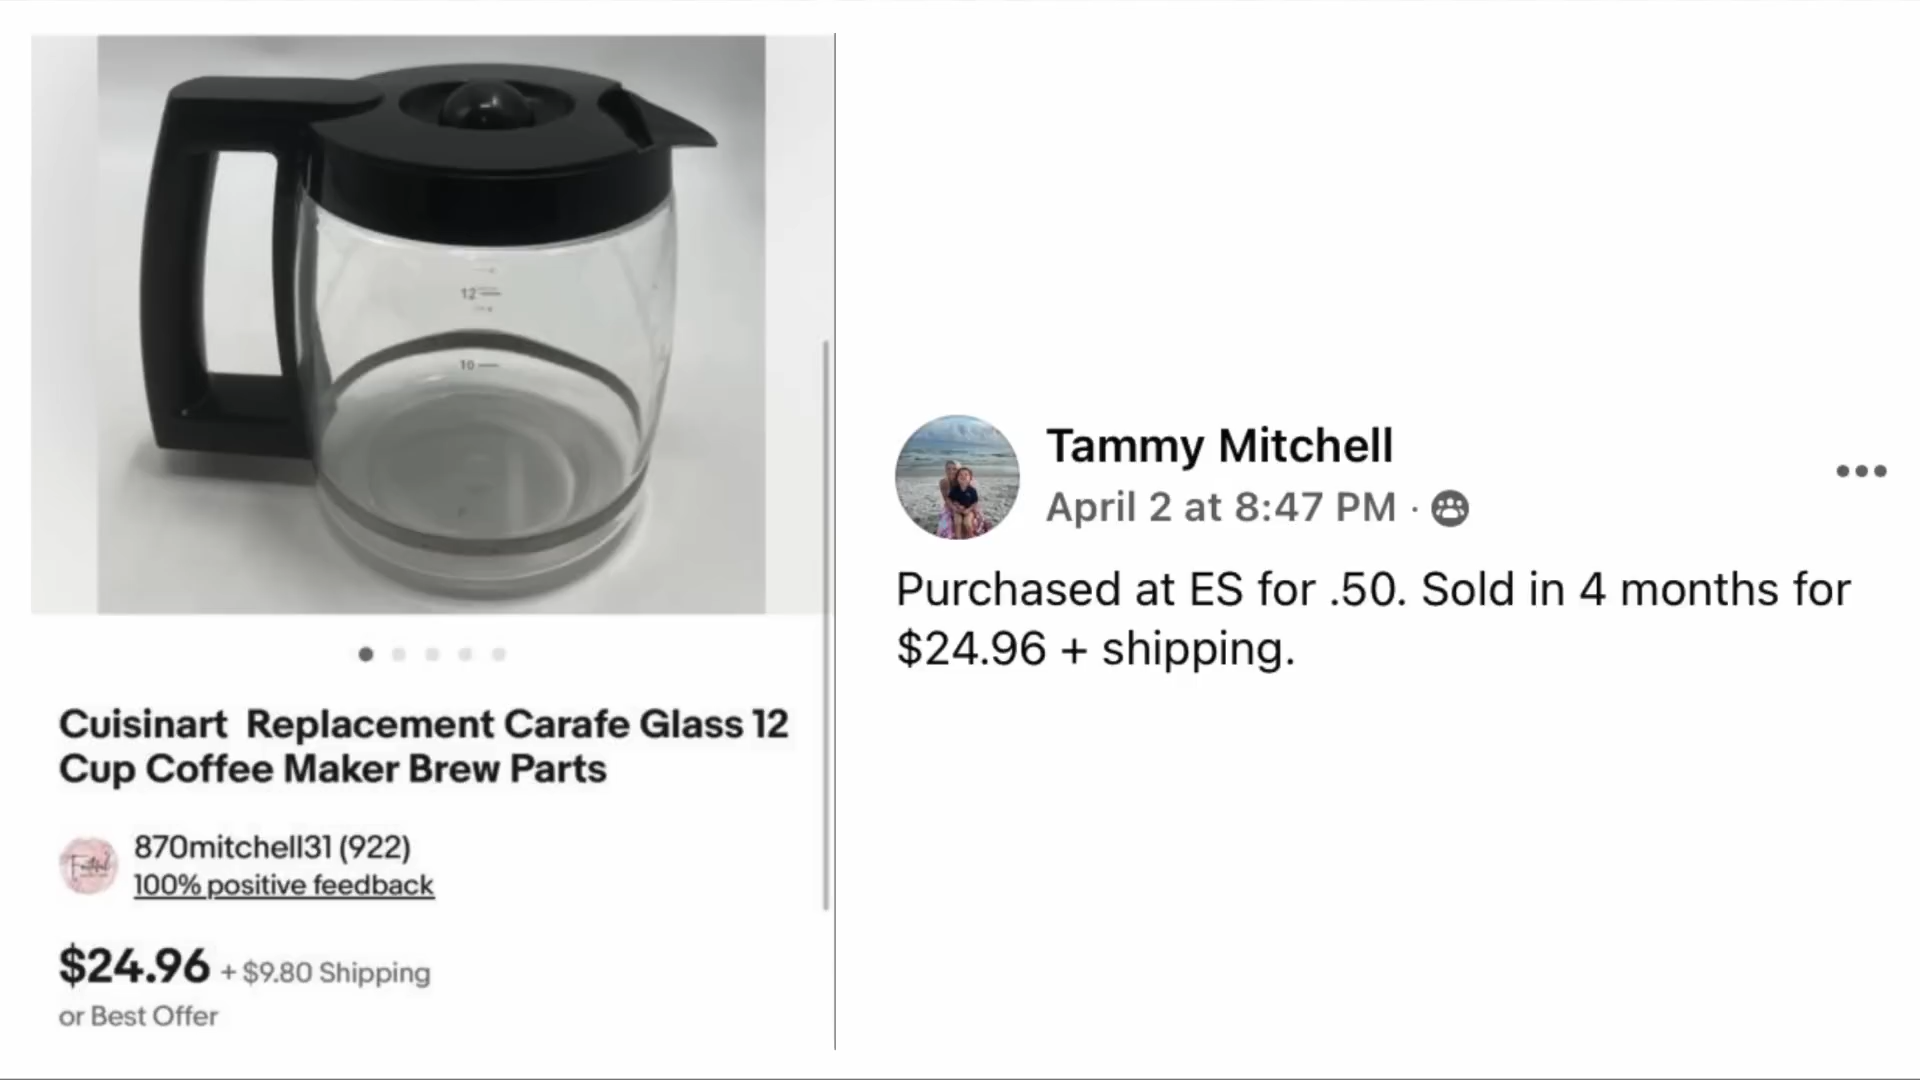 12
10
Cuisinart Replacement Carafe Glass 12
Cup Coffee Maker Brew Parts
870mitchell31 (922)
100% positive feedback
$24.96 + $9.80 Shipping
or Best Offer
Tammy Mitchell
April 2 at 8:47 PM ·
Purchased at ES for .50. Sold in 4 months for
$24.96 + shipping.